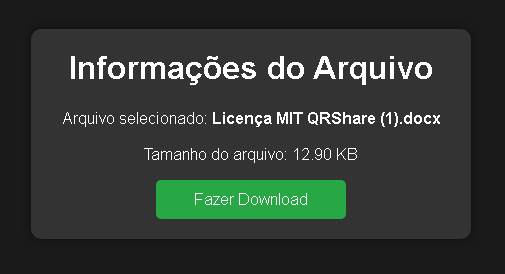 Informações do Arquivo
Arquivo selecionado: Licença MIT QRShare (1).docx
Tamanho do arquivo: 12.90 KB
Fazer Download